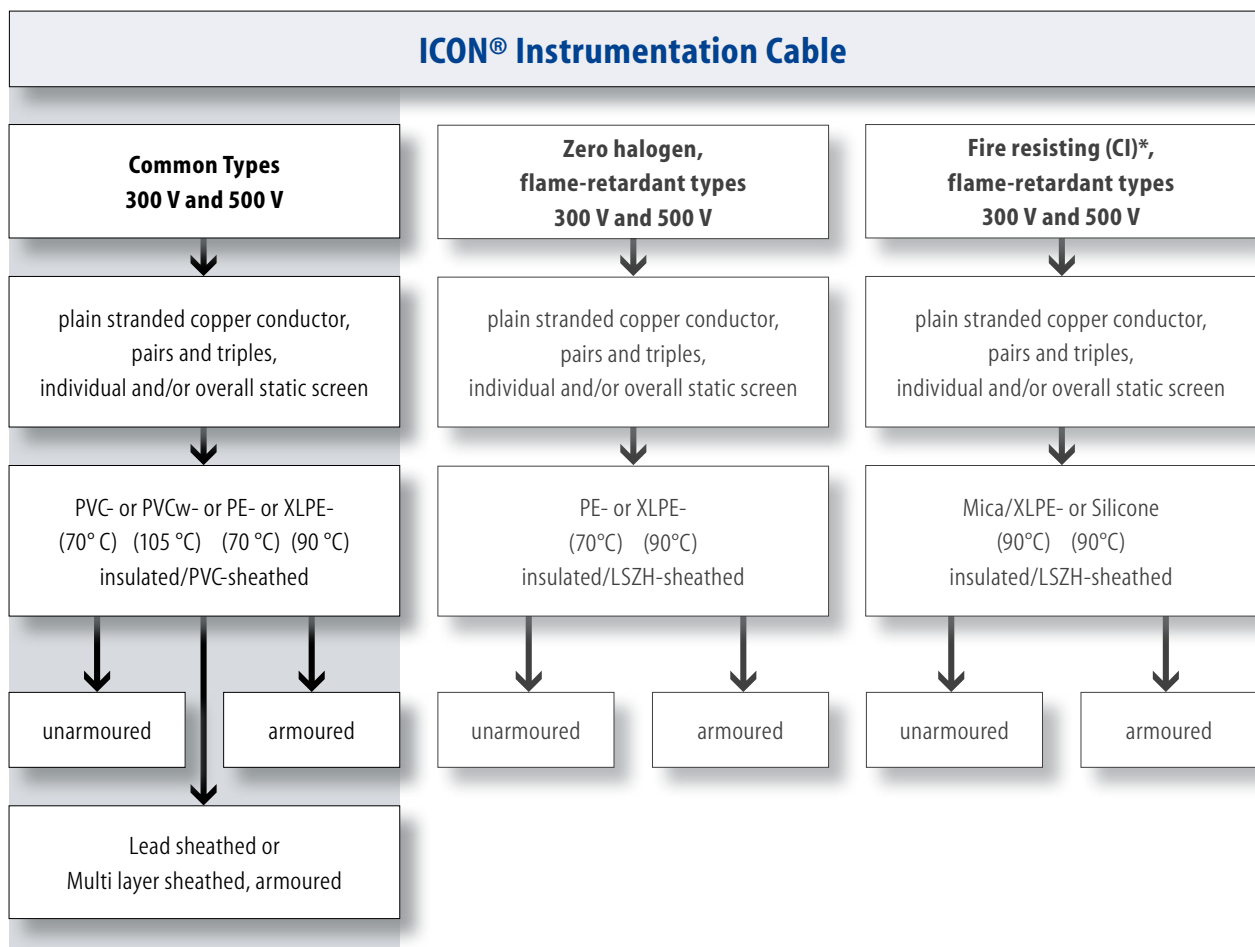 ICON® Instrumentation Cable
Common Types
300 V and 500 V
plain stranded copper conductor,
pairs and triples,
individual and/or overall static screen
PVC- or PVCw- or PE- or XLPE-
(70° C) (105 °C) (70 °C) (90 °C)
insulated/PVC-sheathed
unarmoured
armoured
Lead sheathed or
Multi layer sheathed, armoured
Zero halogen,
flame-retardant types
300 V and 500 V
plain stranded copper conductor,
pairs and triples,
individual and/or overall static screen
PE- or XLPE-
(70°C) (90°C)
insulated/LSZH-sheathed
unarmoured
armoured
Fire resisting (CI)*,
flame-retardant types
300 V and 500 V
plain stranded copper conductor,
pairs and triples,
individual and/or overall static screen
Mica/XLPE- or Silicone
(90°C) (90°C)
insulated/LSZH-sheathed
unarmoured
armoured